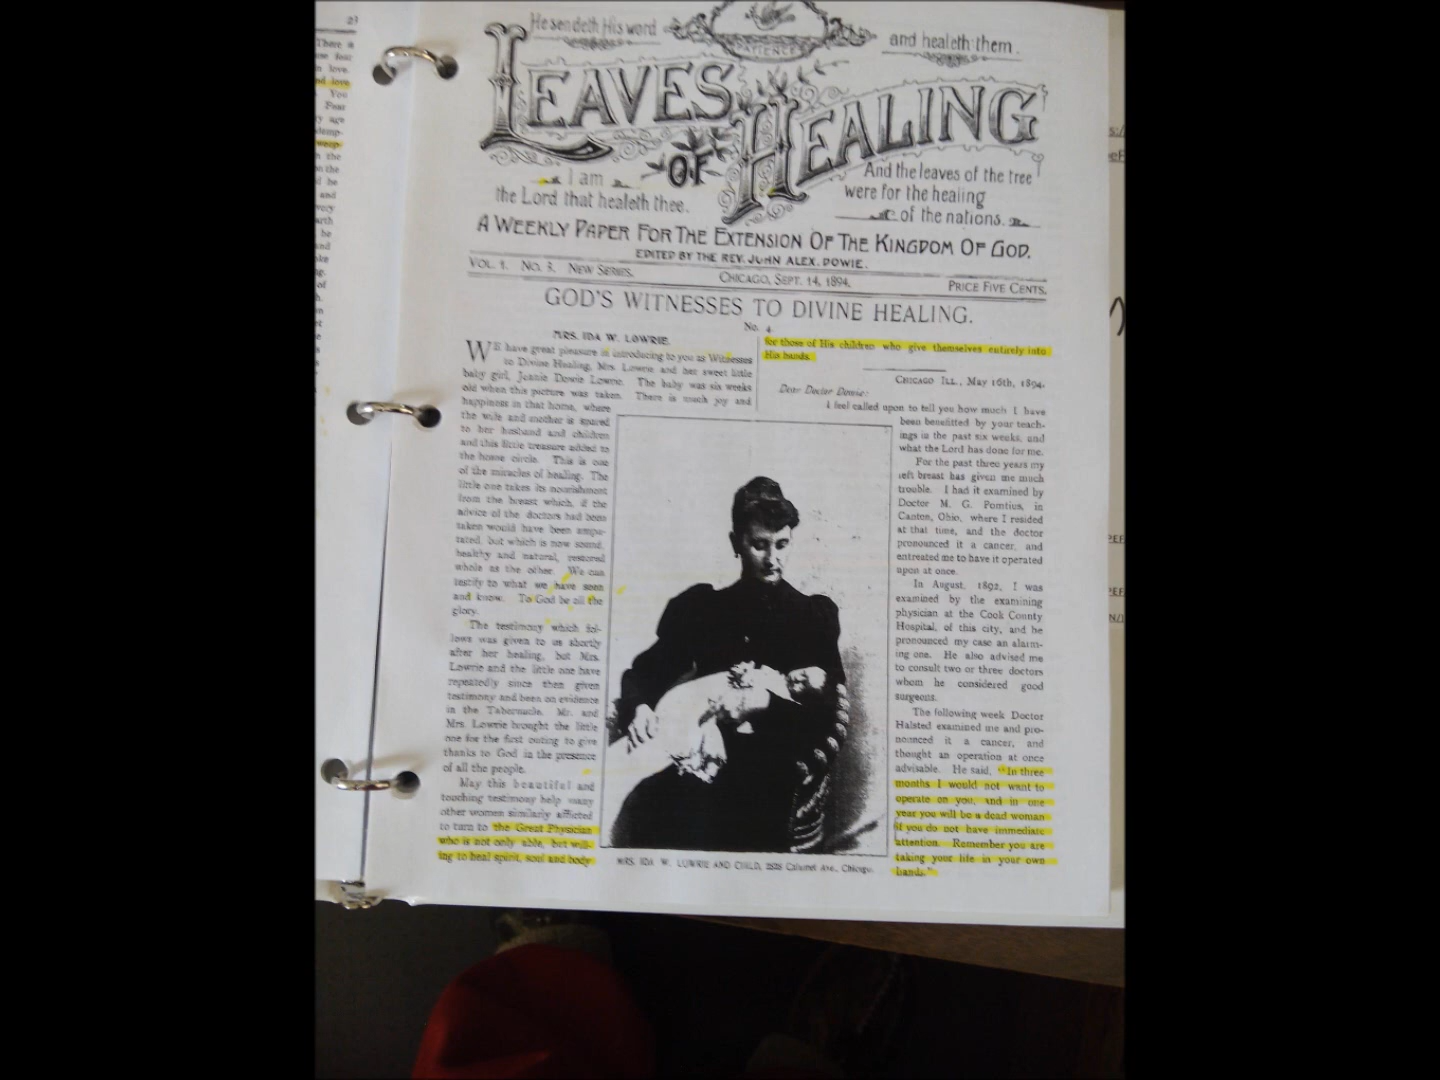 He sendeth His word
PATIENCE
and healeth them.
LEAVES
OF HEALING
I am
the Lord that healeth thee.
And the leaves of the tree
were for the healing
of the nations.
A WEEKLY PAPER FOR THE EXTENSION OF THE KINGDOM OF GOD.
EDITED BY THE REV. JOHN ALEX. DOWIE.
VOL. 1. No. 3. NEW SERIES.
CHICAGO, SEPT. 14, 1894.
PRICE FIVE CENTS.
GOD'S WITNESSES TO DIVINE HEALING.
No. 4.
MRS. IDA W. LOWRIE.
WE have great pleasure in introducing to you as Witnesses
to Divine Healing, Mrs. Lowrie and her sweet little
baby girl, Jeanie Dowie Lowrie. The baby was six weeks
old when this picture was taken. There is much joy and
happiness in that home, where
the wife and mother is spared
to her husband and children
and this little treasure added to
the home circle. This is one
of the miracles of healing. The
little one takes its nourishment
from the breast which, if the
advice of the doctors had been
taken would have been ampu-
tated, but which is now sound,
healthy and natural, restored
whole as the other. We can
testify to what we have seen
and know. To God be all the
glory.
The testimony which fol-
lows was given to us shortly
after her healing, but Mrs.
Lowrie and the little one have
repeatedly since then given
testimony and been on evidence
in the Tabernacle. Mr. and
Mrs. Lowrie brought the little
one for the first outing to give
thanks to God in the presence
of all the people.
May this beautiful and
touching testimony help many
other women similarly afflicted
to turn to the Great Physician
who is not only able, but will-
ing to heal spirit, soul and body
for those of His children who give themselves entirely into
His hands.
CHICAGO ILL., May 16th, 1894.
Dear Doctor Dowie:
I feel called upon to tell you how much I have
been benefitted by your teach-
ings in the past six weeks, and
what the Lord has done for me.
For the past three years my
left breast has given me much
trouble. I had it examined by
Doctor M. G. Pomtius, in
Canton, Ohio, where I resided
at that time, and the doctor
pronounced it a cancer, and
entreated me to have it operated
upon at once.
In August, 1892, I was
examined by the examining
physician at the Cook County
Hospital, of this city, and he
pronounced my case an alarm-
ing one. He also advised me
to consult two or three doctors
whom he considered good
surgeons.
The following week Doctor
Halsted examined me and pro-
nounced it a cancer, and
thought an operation at once
advisable. He said, "In three
months I would not want to
operate on you, and in one
year you will be a dead woman
if you do not have immediate
attention. Remember you are
taking your life in your own
hands."
MRS. IDA W. LOWRIE AND CHILD, 2826 Calumet Ave., Chicago.